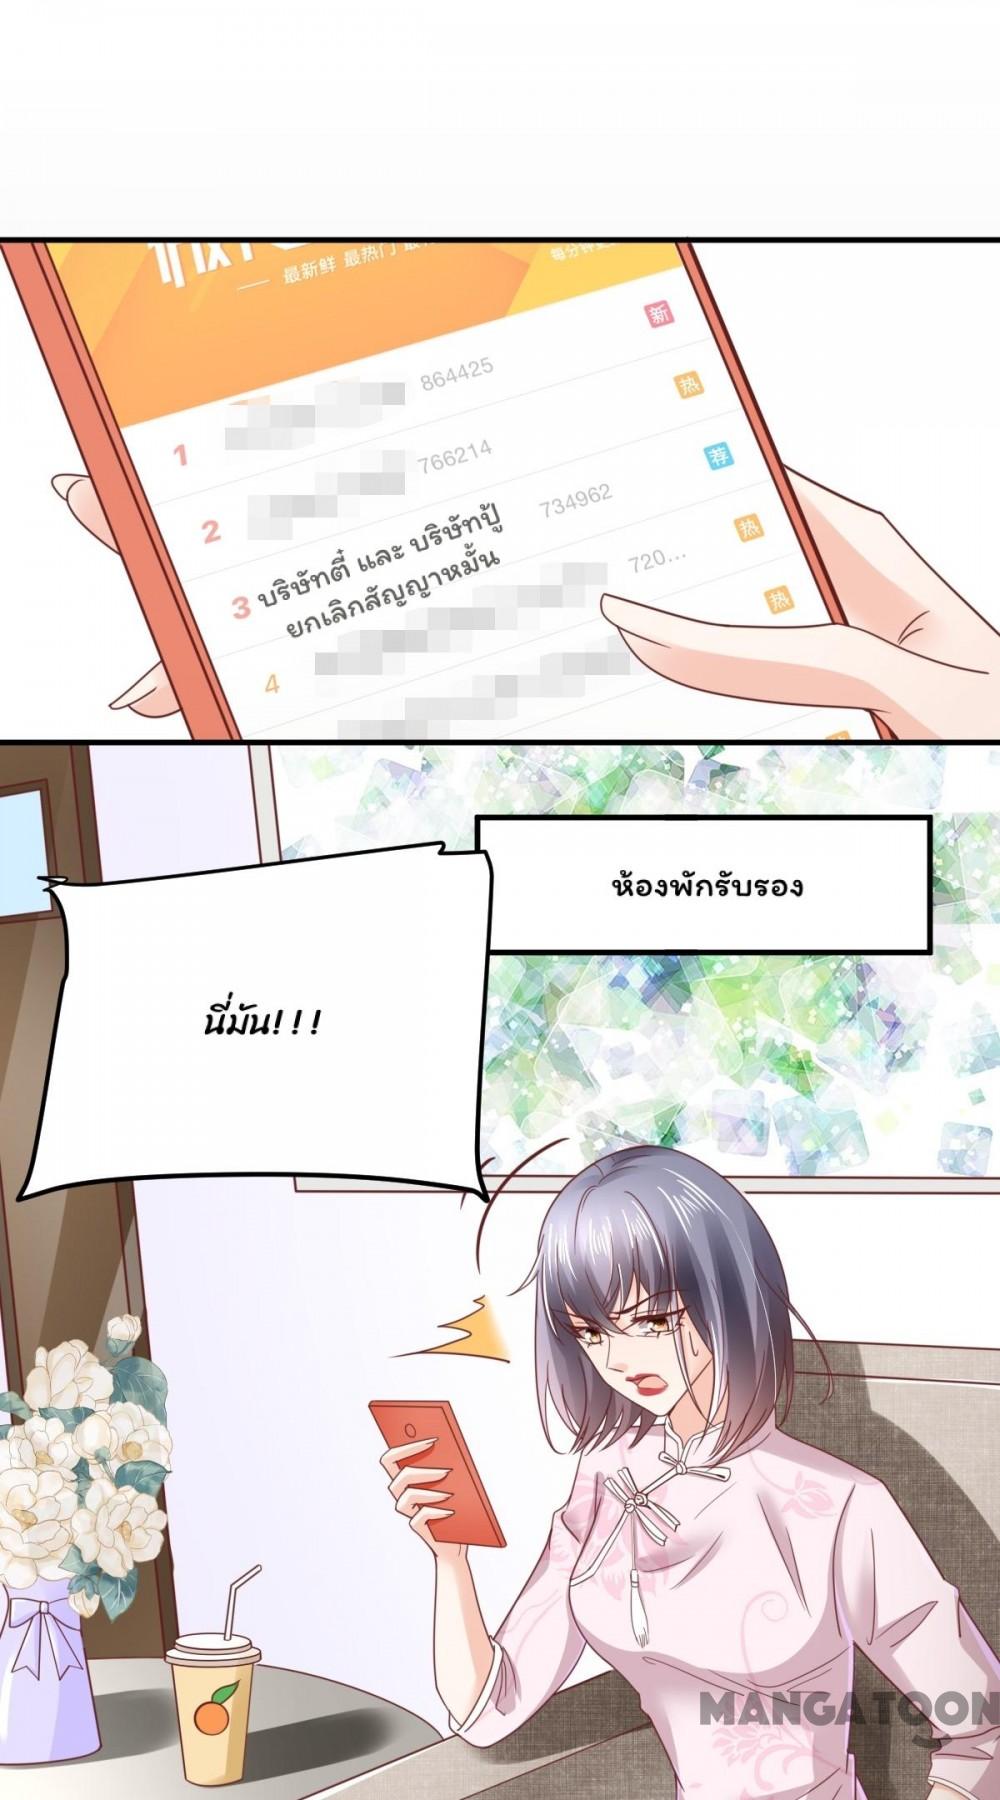 最新鲜 最热门
每分钟
新
1 864425
热
2 766214
荐
3 บริษัทตี๋ และ บริษัทปู้ 734962
ยกเลิกสัญญาหมั้น
热
4 720...
热
ห้องพักรับรอง
นี่มัน!!!
MANGATOON